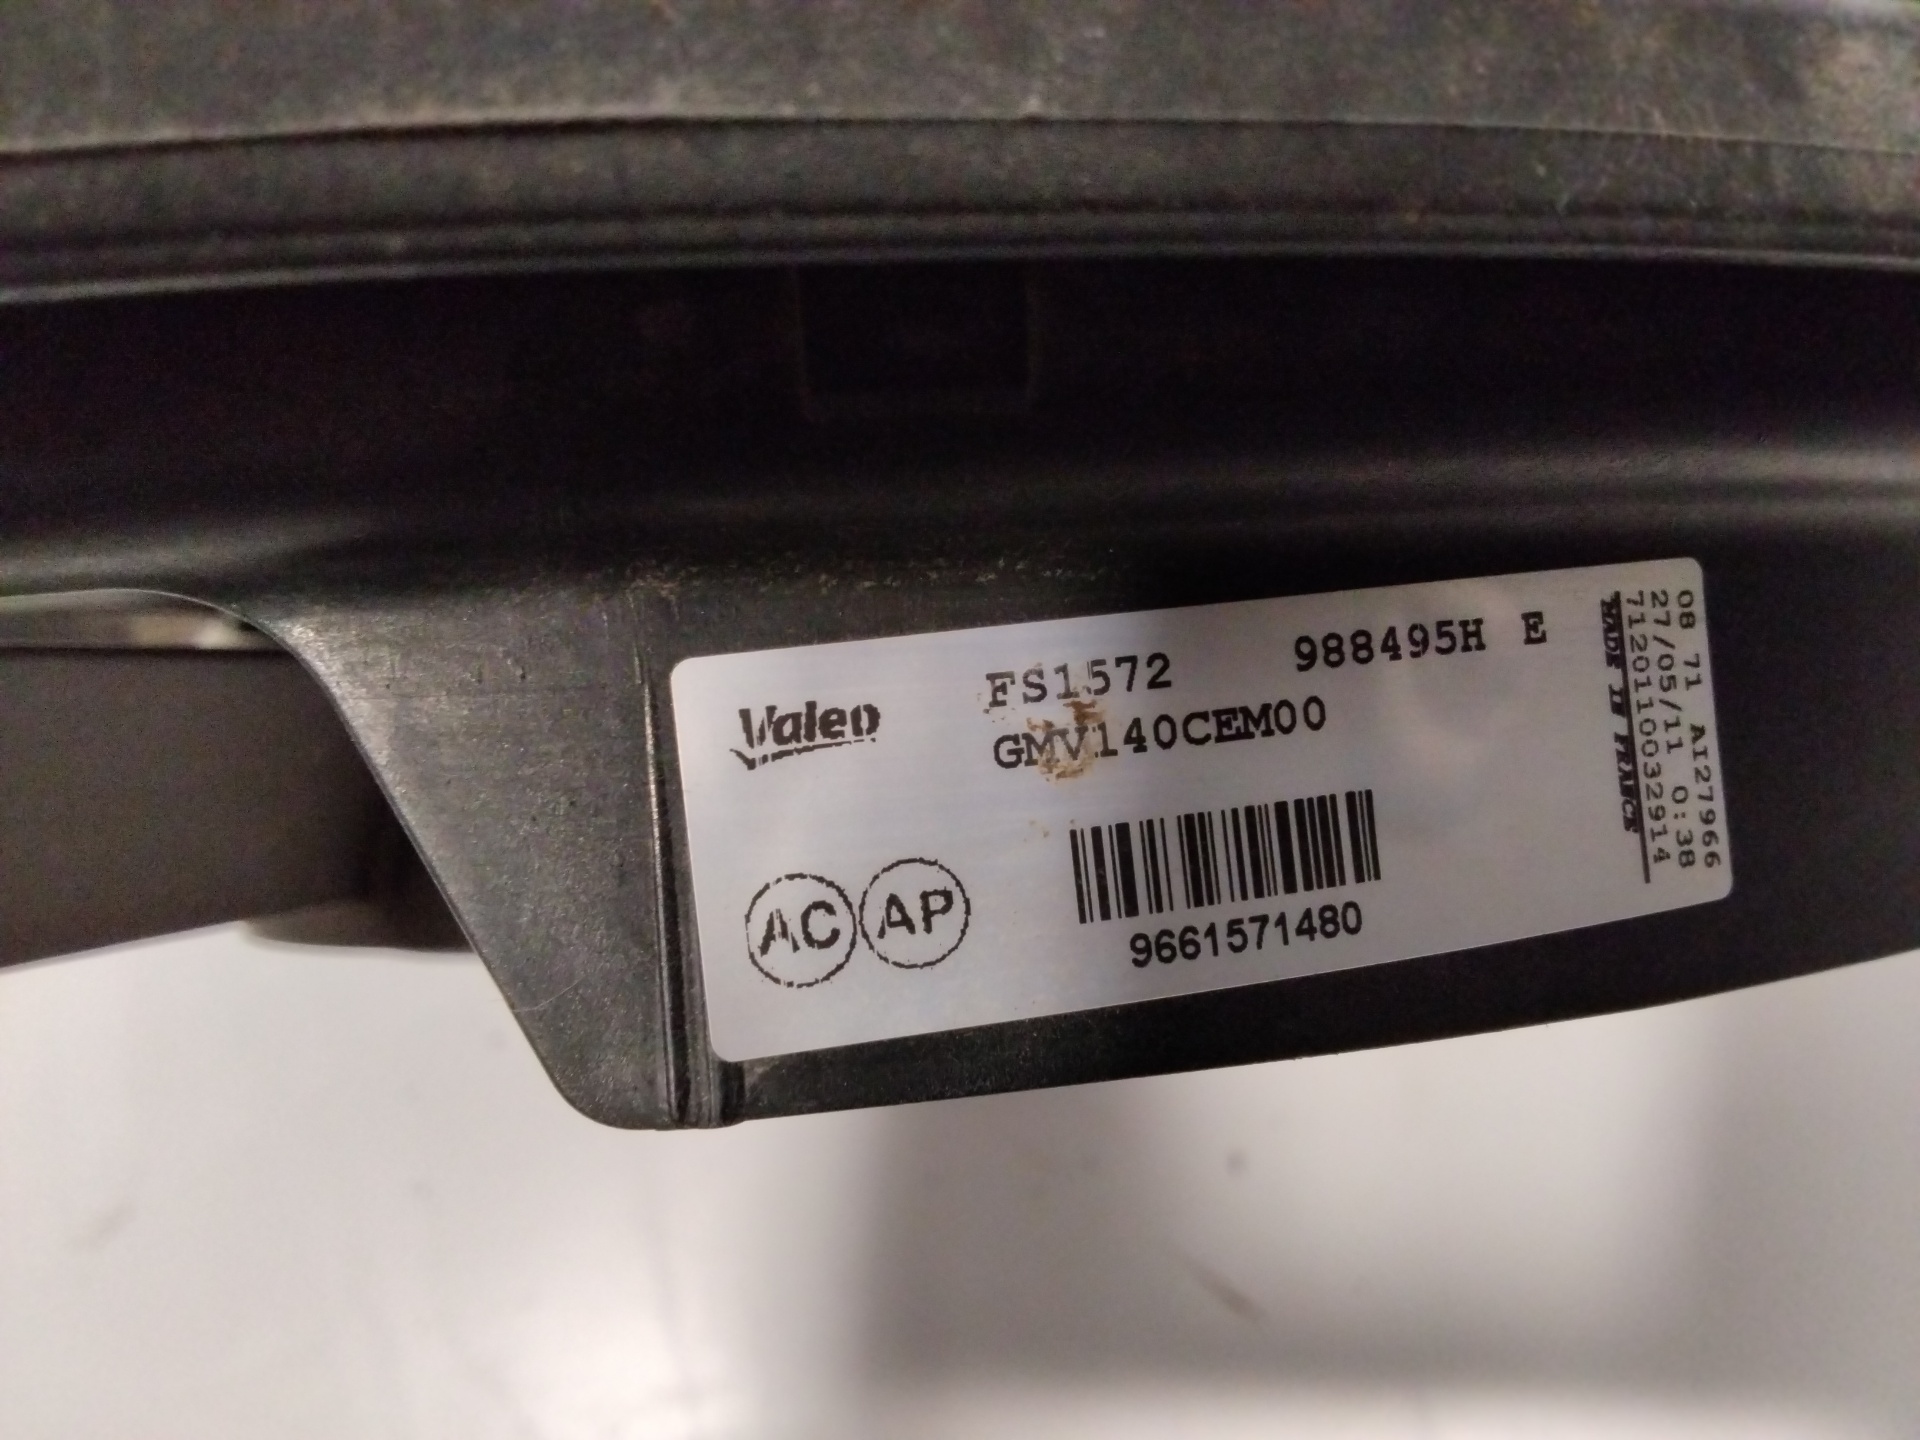 Valeo
FS1572 988495H E
GMV140CEM00
AC AP
9661571480
08 71 AI27966
27/05/11 0:38
7120110032914
MADE IN FRANCE